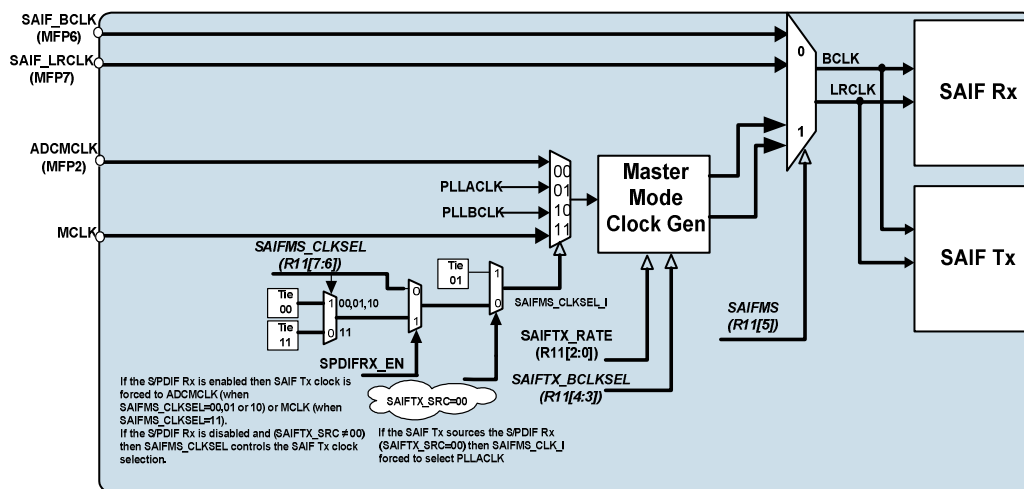 SAIF_BCLK
(MFP6)
SAIF_LRCLK
(MFP7)
0
BCLK
LRCLK
1
SAIF Rx
ADCMCLK
(MFP2)
PLLACLK
PLLBCLK
MCLK
00
01
10
11
Master
Mode
Clock Gen
SAIF Tx
SAIFMS_CLKSEL
(R11[7:6])
Tie
01
1
0
SAIFMS_CLKSEL_I
Tie
00
1
00,01,10
0
1
Tie
11
0
11
SPDIFRX_EN
SAIFTX_SRC=00
SAIFTX_RATE
(R11[2:0])
SAIFTX_BCLKSEL
(R11[4:3])
SAIFMS
(R11[5])
If the S/PDIF Rx is enabled then SAIF Tx clock is
forced to ADCMCLK (when
SAIFMS_CLKSEL=00,01 or 10) or MCLK (when
SAIFMS_CLKSEL=11).
If the S/PDIF Rx is disabled and (SAIFTX_SRC ≠00)
then SAIFMS_CLKSEL controls the SAIF Tx clock
selection.
If the SAIF Tx sources the S/PDIF Rx
(SAIFTX_SRC=00) then SAIFMS_CLK_I
forced to select PLLACLK